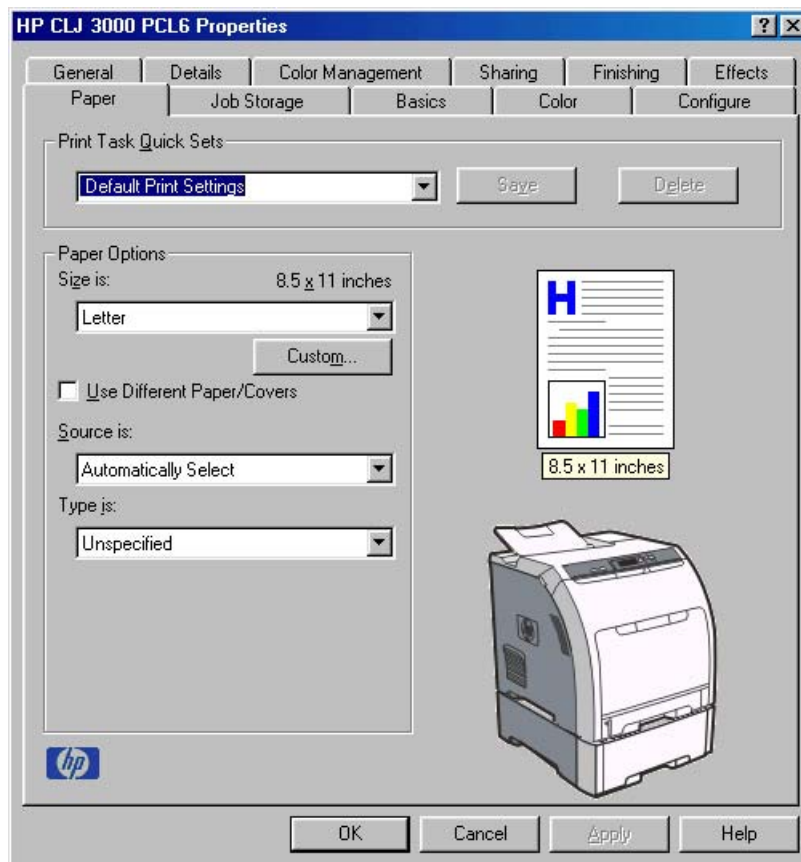 HP CLJ 3000 PCL6 Properties
General Details Color Management Sharing Finishing Effects
Paper Job Storage Basics Color Configure
Print Task Quick Sets
Default Print Settings Save Delete
Paper Options
Size is: 8.5 x 11 inches
Letter
Custom...
Use Different Paper/Covers
Source is:
Automatically Select
Type is:
Unspecified
H
8.5 x 11 inches
hp
OK Cancel Apply Help